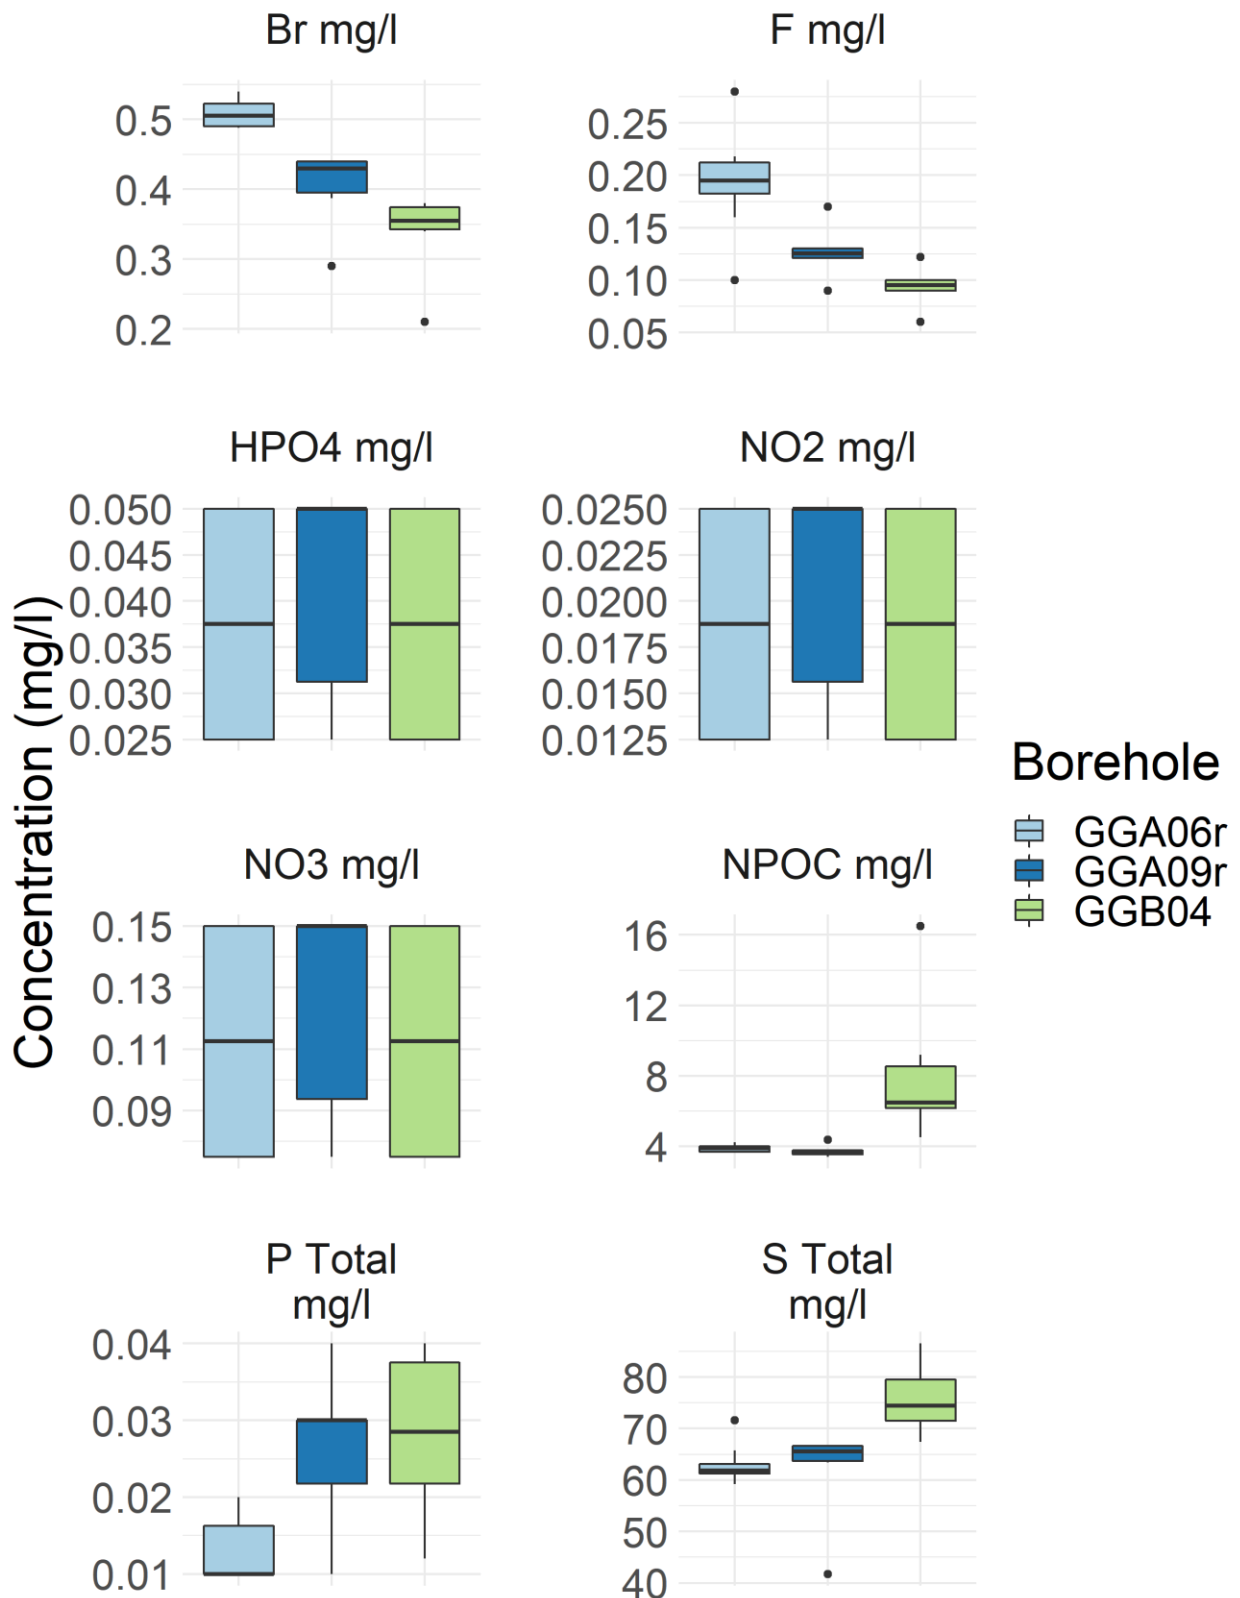 Br mg/l
F mg/l
0.5
0.4
0.3
0.2
0.25
0.20
0.15
0.10
0.05
HPO4 mg/l
NO2 mg/l
0.050
0.045
0.040
0.035
0.030
0.025
0.0250
0.0225
0.0200
0.0175
0.0150
0.0125
Concentration (mg/l)
NO3 mg/l
NPOC mg/l
0.15
0.13
0.11
0.09
16
12
8
4
P Total
mg/l
S Total
mg/l
0.04
0.03
0.02
0.01
80
70
60
50
40
Borehole
GGA06r
GGA09r
GGB04